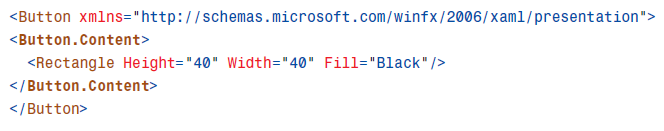 <Button xmlns="http://schemas.microsoft.com/winfx/2006/xaml/presentation">
<Button.Content>
<Rectangle Height="40" Width="40" Fill="Black"/>
</Button.Content>
</Button>